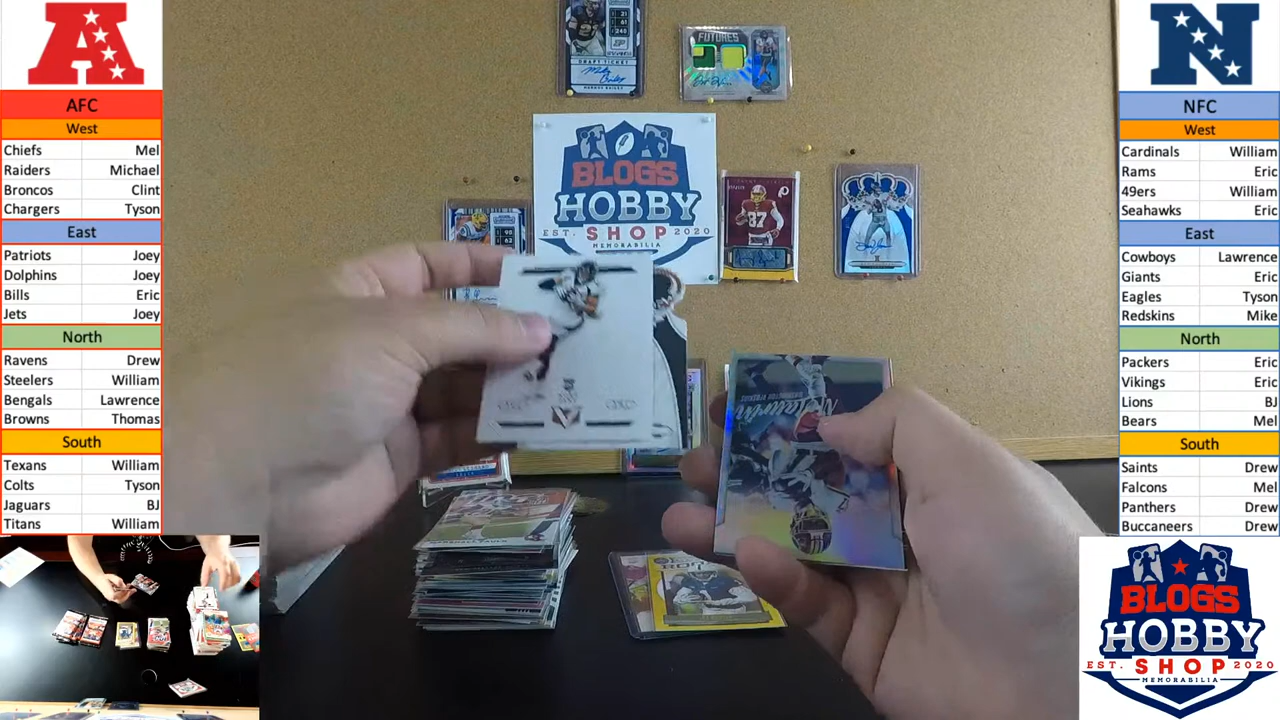 AFC
West
Chiefs Mel
Raiders Michael
Broncos Clint
Chargers Tyson
East
Patriots Joey
Dolphins Joey
Bills Eric
Jets Joey
North
Ravens Drew
Steelers William
Bengals Lawrence
Browns Thomas
South
Texans William
Colts Tyson
Jaguars BJ
Titans William
FUTURES
DRAFT TICKET
BLOGS
HOBBY
EST. SHOP 2020
MEMORABILIA
87
NFC
West
Cardinals William
Rams Eric
49ers William
Seahawks Eric
East
Cowboys Lawrence
Giants Eric
Eagles Tyson
Redskins Mike
North
Packers Eric
Vikings Eric
Lions BJ
Bears Mel
South
Saints Drew
Falcons Mel
Panthers Drew
Buccaneers Drew
BLOGS
HOBBY
EST. SHOP 2020
MEMORABILIA